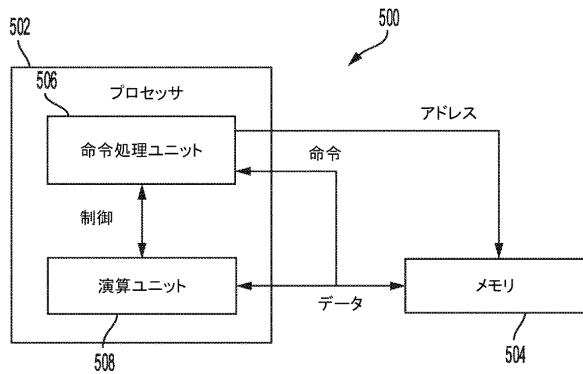 500
502
506
プロセッサ
アドレス
命令処理ユニット
命令
制御
演算ユニット
データ
メモリ
508
504